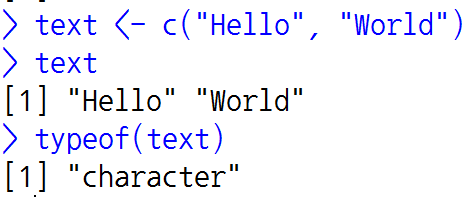 > text <- c("Hello", "World")
> text
[1] "Hello" "World"
> typeof(text)
[1] "character"